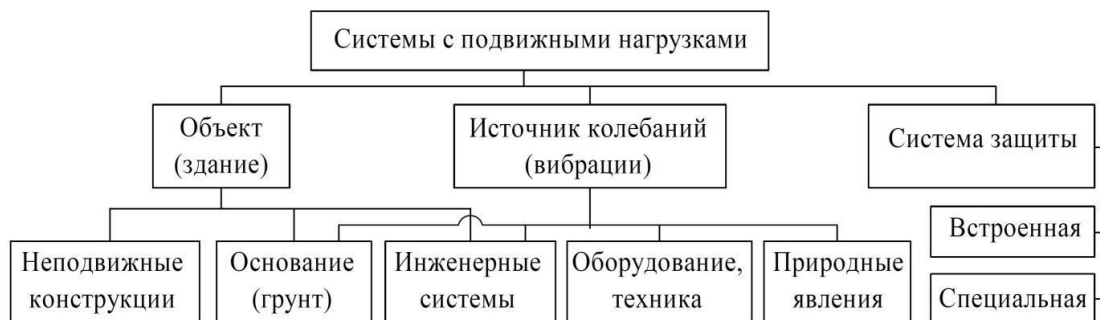 Системы с подвижными нагрузками
Объект
(здание)
Источник колебаний
(вибрации)
Система защиты
Встроенная
Специальная
Неподвижные
конструкции
Основание
(грунт)
Инженерные
системы
Оборудование,
техника
Природные
явления